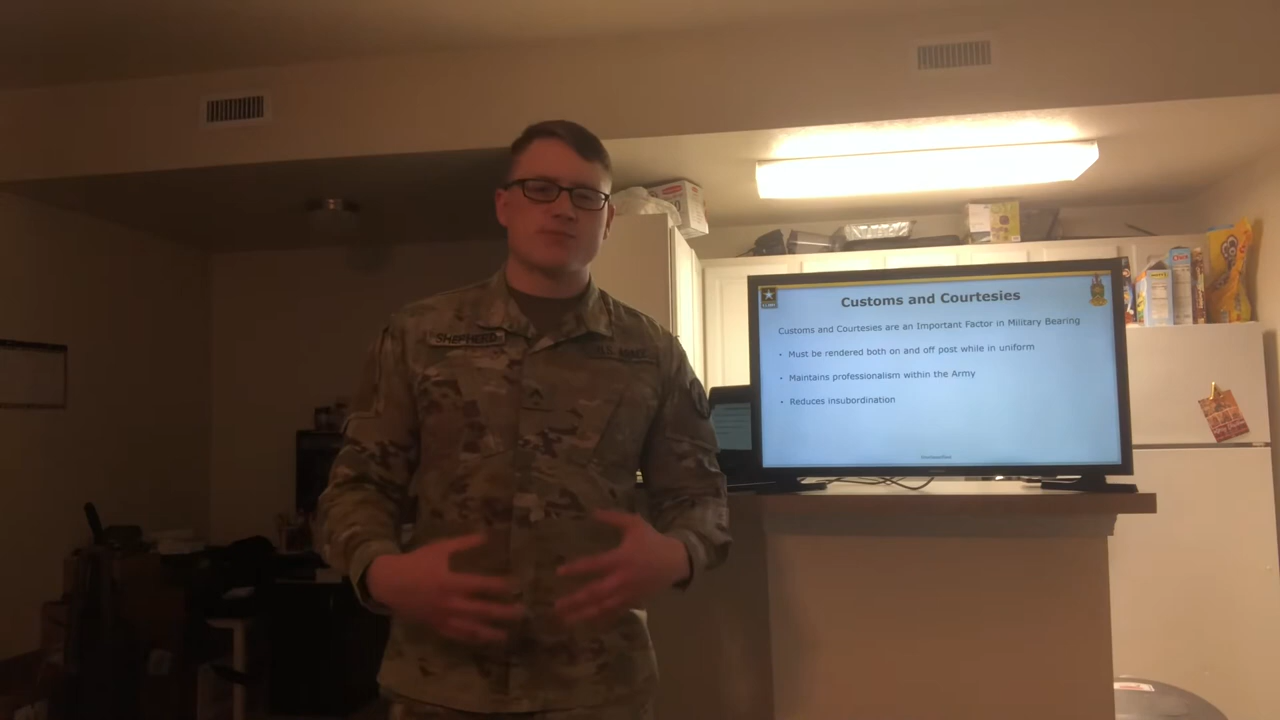 SHEPHERD
U.S. ARMY
Customs and Courtesies
Customs and Courtesies are an Important Factor in Military Bearing
• Must be rendered both on and off post while in uniform
• Maintains professionalism within the Army
• Reduces insubordination